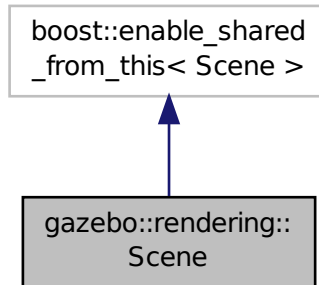 boost::enable_shared
_from_this< Scene >
gazebo::rendering::
Scene